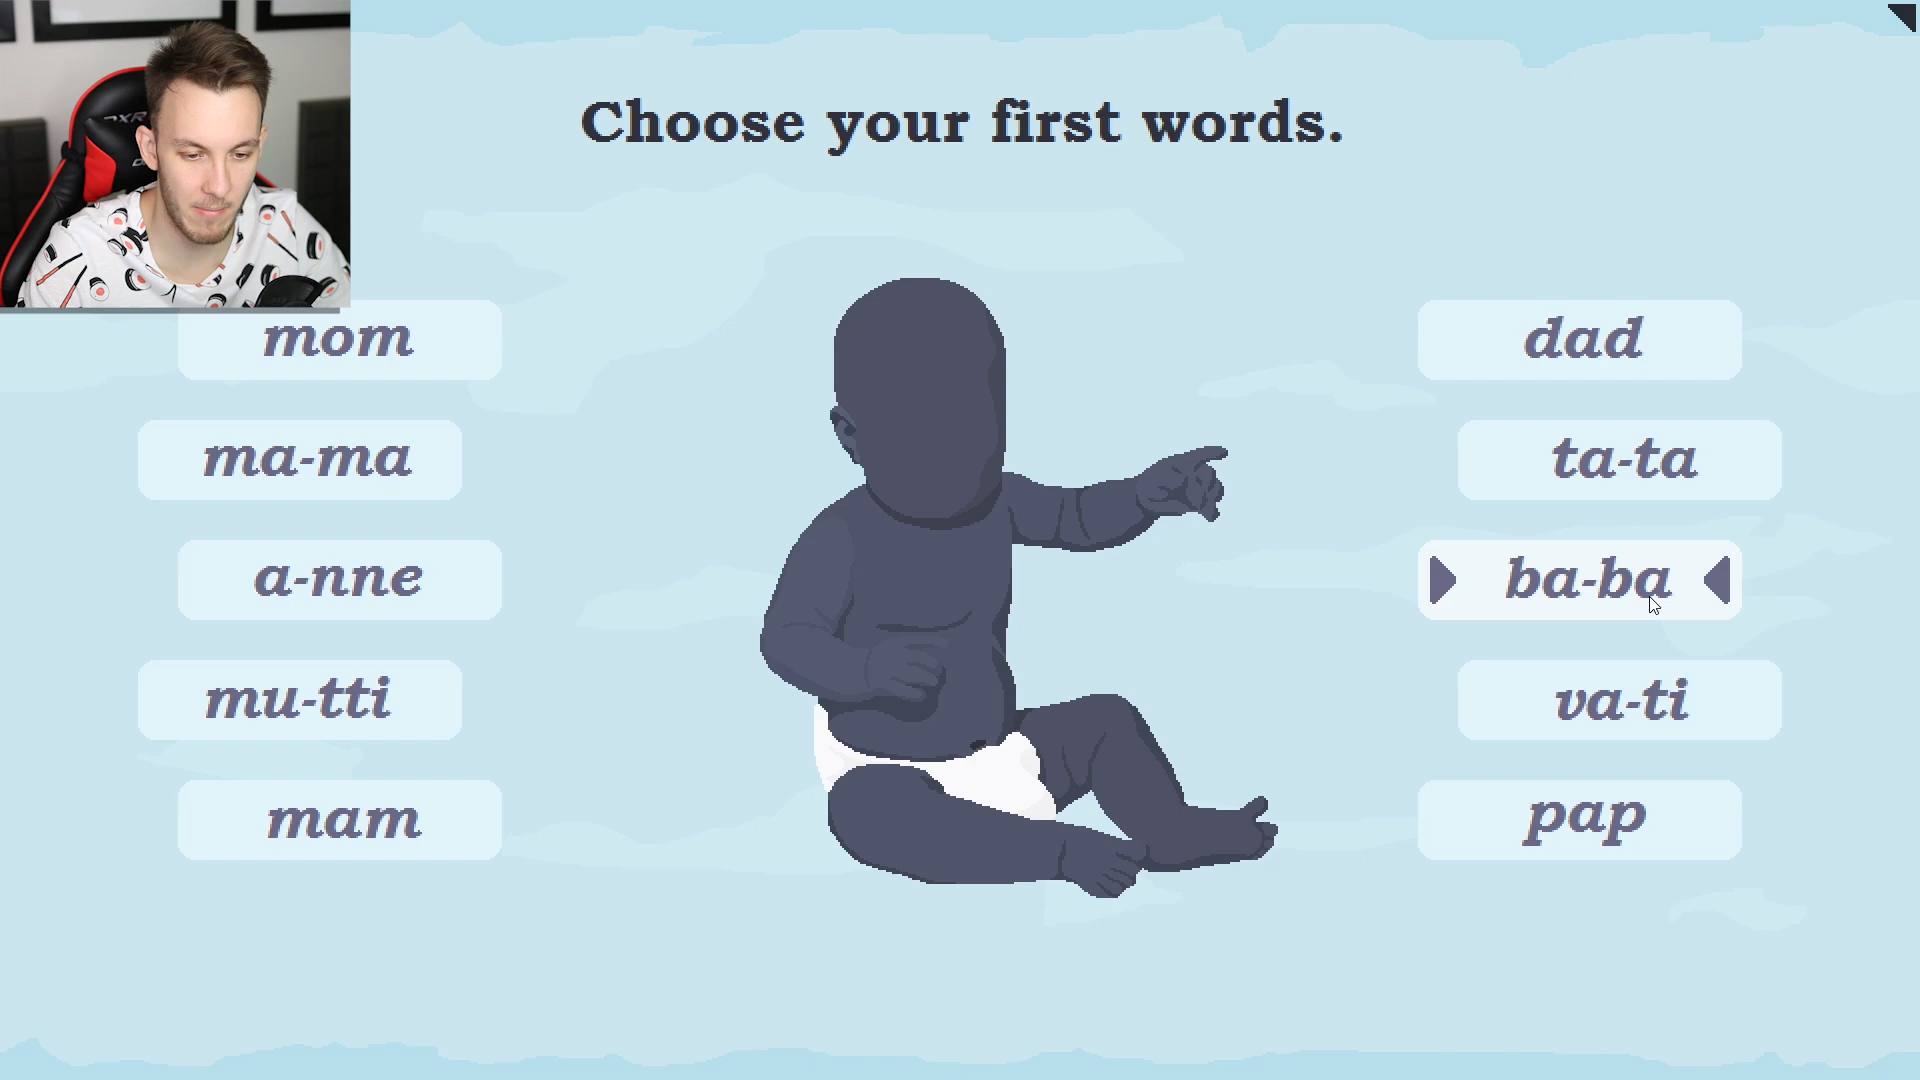 Choose your first words.
mom
dad
ma-ma
ta-ta
a-nne
ba-ba
mu-tti
va-ti
mam
pap